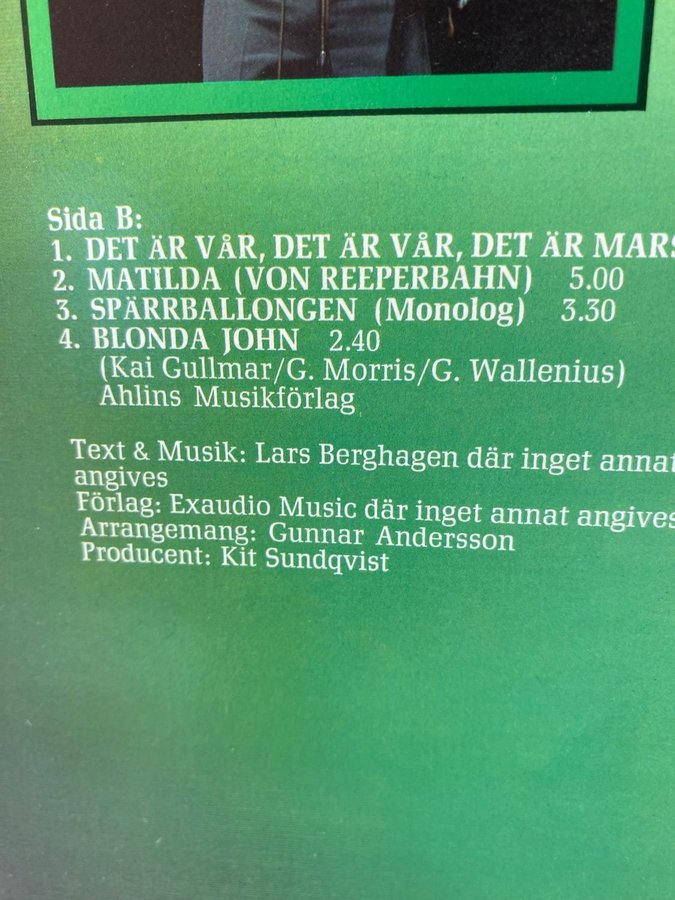 Sida B:
1. DET ÄR VÅR, DET ÄR VÅR, DET ÄR MARS
2. MATILDA (VON REEPERBAHN) 5.00
3. SPÄRRBALLONGEN (Monolog) 3.30
4. BLONDA JOHN 2.40
(Kai Gullmar/G. Morris/G. Wallenius)
Ahlins Musikförlag
Text & Musik: Lars Berghagen där inget annat
angives
Förlag: Exaudio Music där inget annat angives
Arrangemang: Gunnar Andersson
Producent: Kit Sundqvist